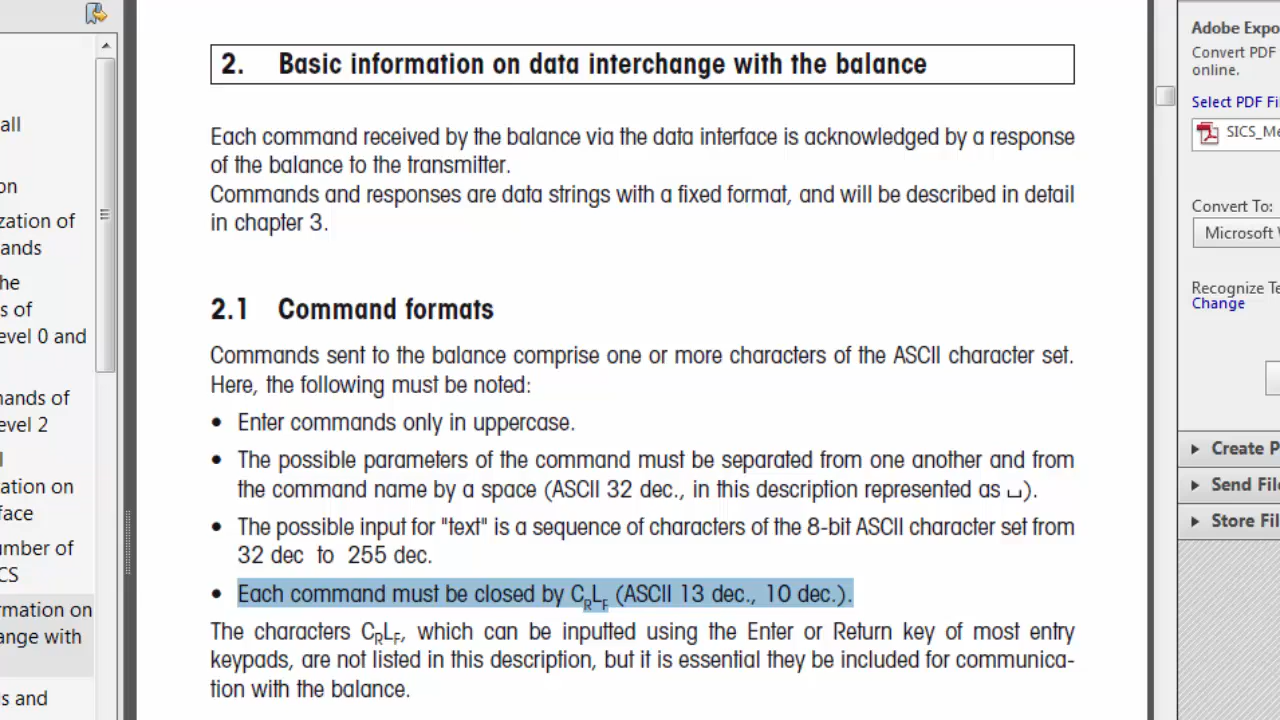 all
on
zation of
ands
he
s of
evel 0 and
nands of
evel 2
l
ation on
face
umber of
CS
rmation on
ange with
s and
2. Basic information on data interchange with the balance
Each command received by the balance via the data interface is acknowledged by a response
of the balance to the transmitter.
Commands and responses are data strings with a fixed format, and will be described in detail
in chapter 3.
2.1 Command formats
Commands sent to the balance comprise one or more characters of the ASCII character set.
Here, the following must be noted:
• Enter commands only in uppercase.
• The possible parameters of the command must be separated from one another and from
the command name by a space (ASCII 32 dec., in this description represented as ␣).
• The possible input for "text" is a sequence of characters of the 8-bit ASCII character set from
32 dec to 255 dec.
• Each command must be closed by CRLF (ASCII 13 dec., 10 dec.).
The characters CRLF, which can be inputted using the Enter or Return key of most entry
keypads, are not listed in this description, but it is essential they be included for communica-
tion with the balance.
Adobe Expo
Convert PDF
online.
Select PDF Fi
SICS_Me
Convert To:
Microsoft W
Recognize Te
Change
Create P
Send File
Store Fil